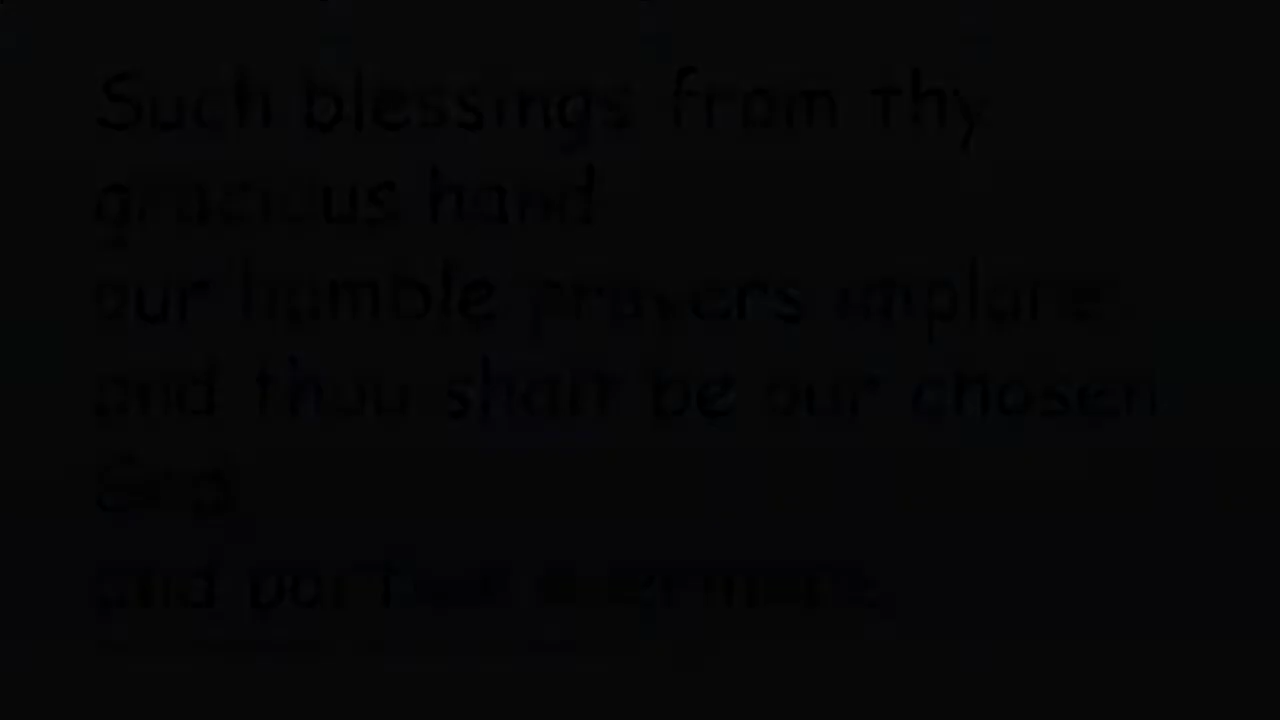 Such blessings from thy
gracious hand
our humble prayers implore
and thou shalt be our chosen
God
and portion evermore